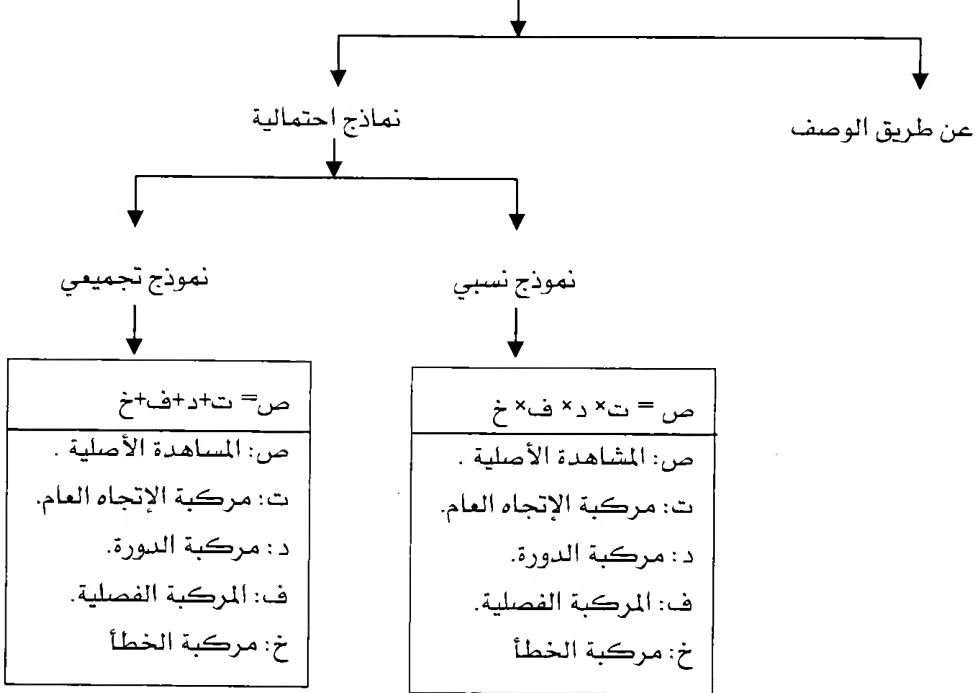 عن طريق الوصف
نماذج احتمالية
نموذج نسبي
نموذج تجميعي
ص = ت× د× ف× خ
ص: المشاهدة الأصلية .
ت: مركبة الإتجاه العام.
د: مركبة الدورة.
ف: المركبة الفصلية.
خ: مركبة الخطأ
ص= ت+د+ف+خ
ص: المساهدة الأصلية .
ت: مركبة الإتجاه العام.
د: مركبة الدورة.
ف: المركبة الفصلية.
خ: مركبة الخطأ